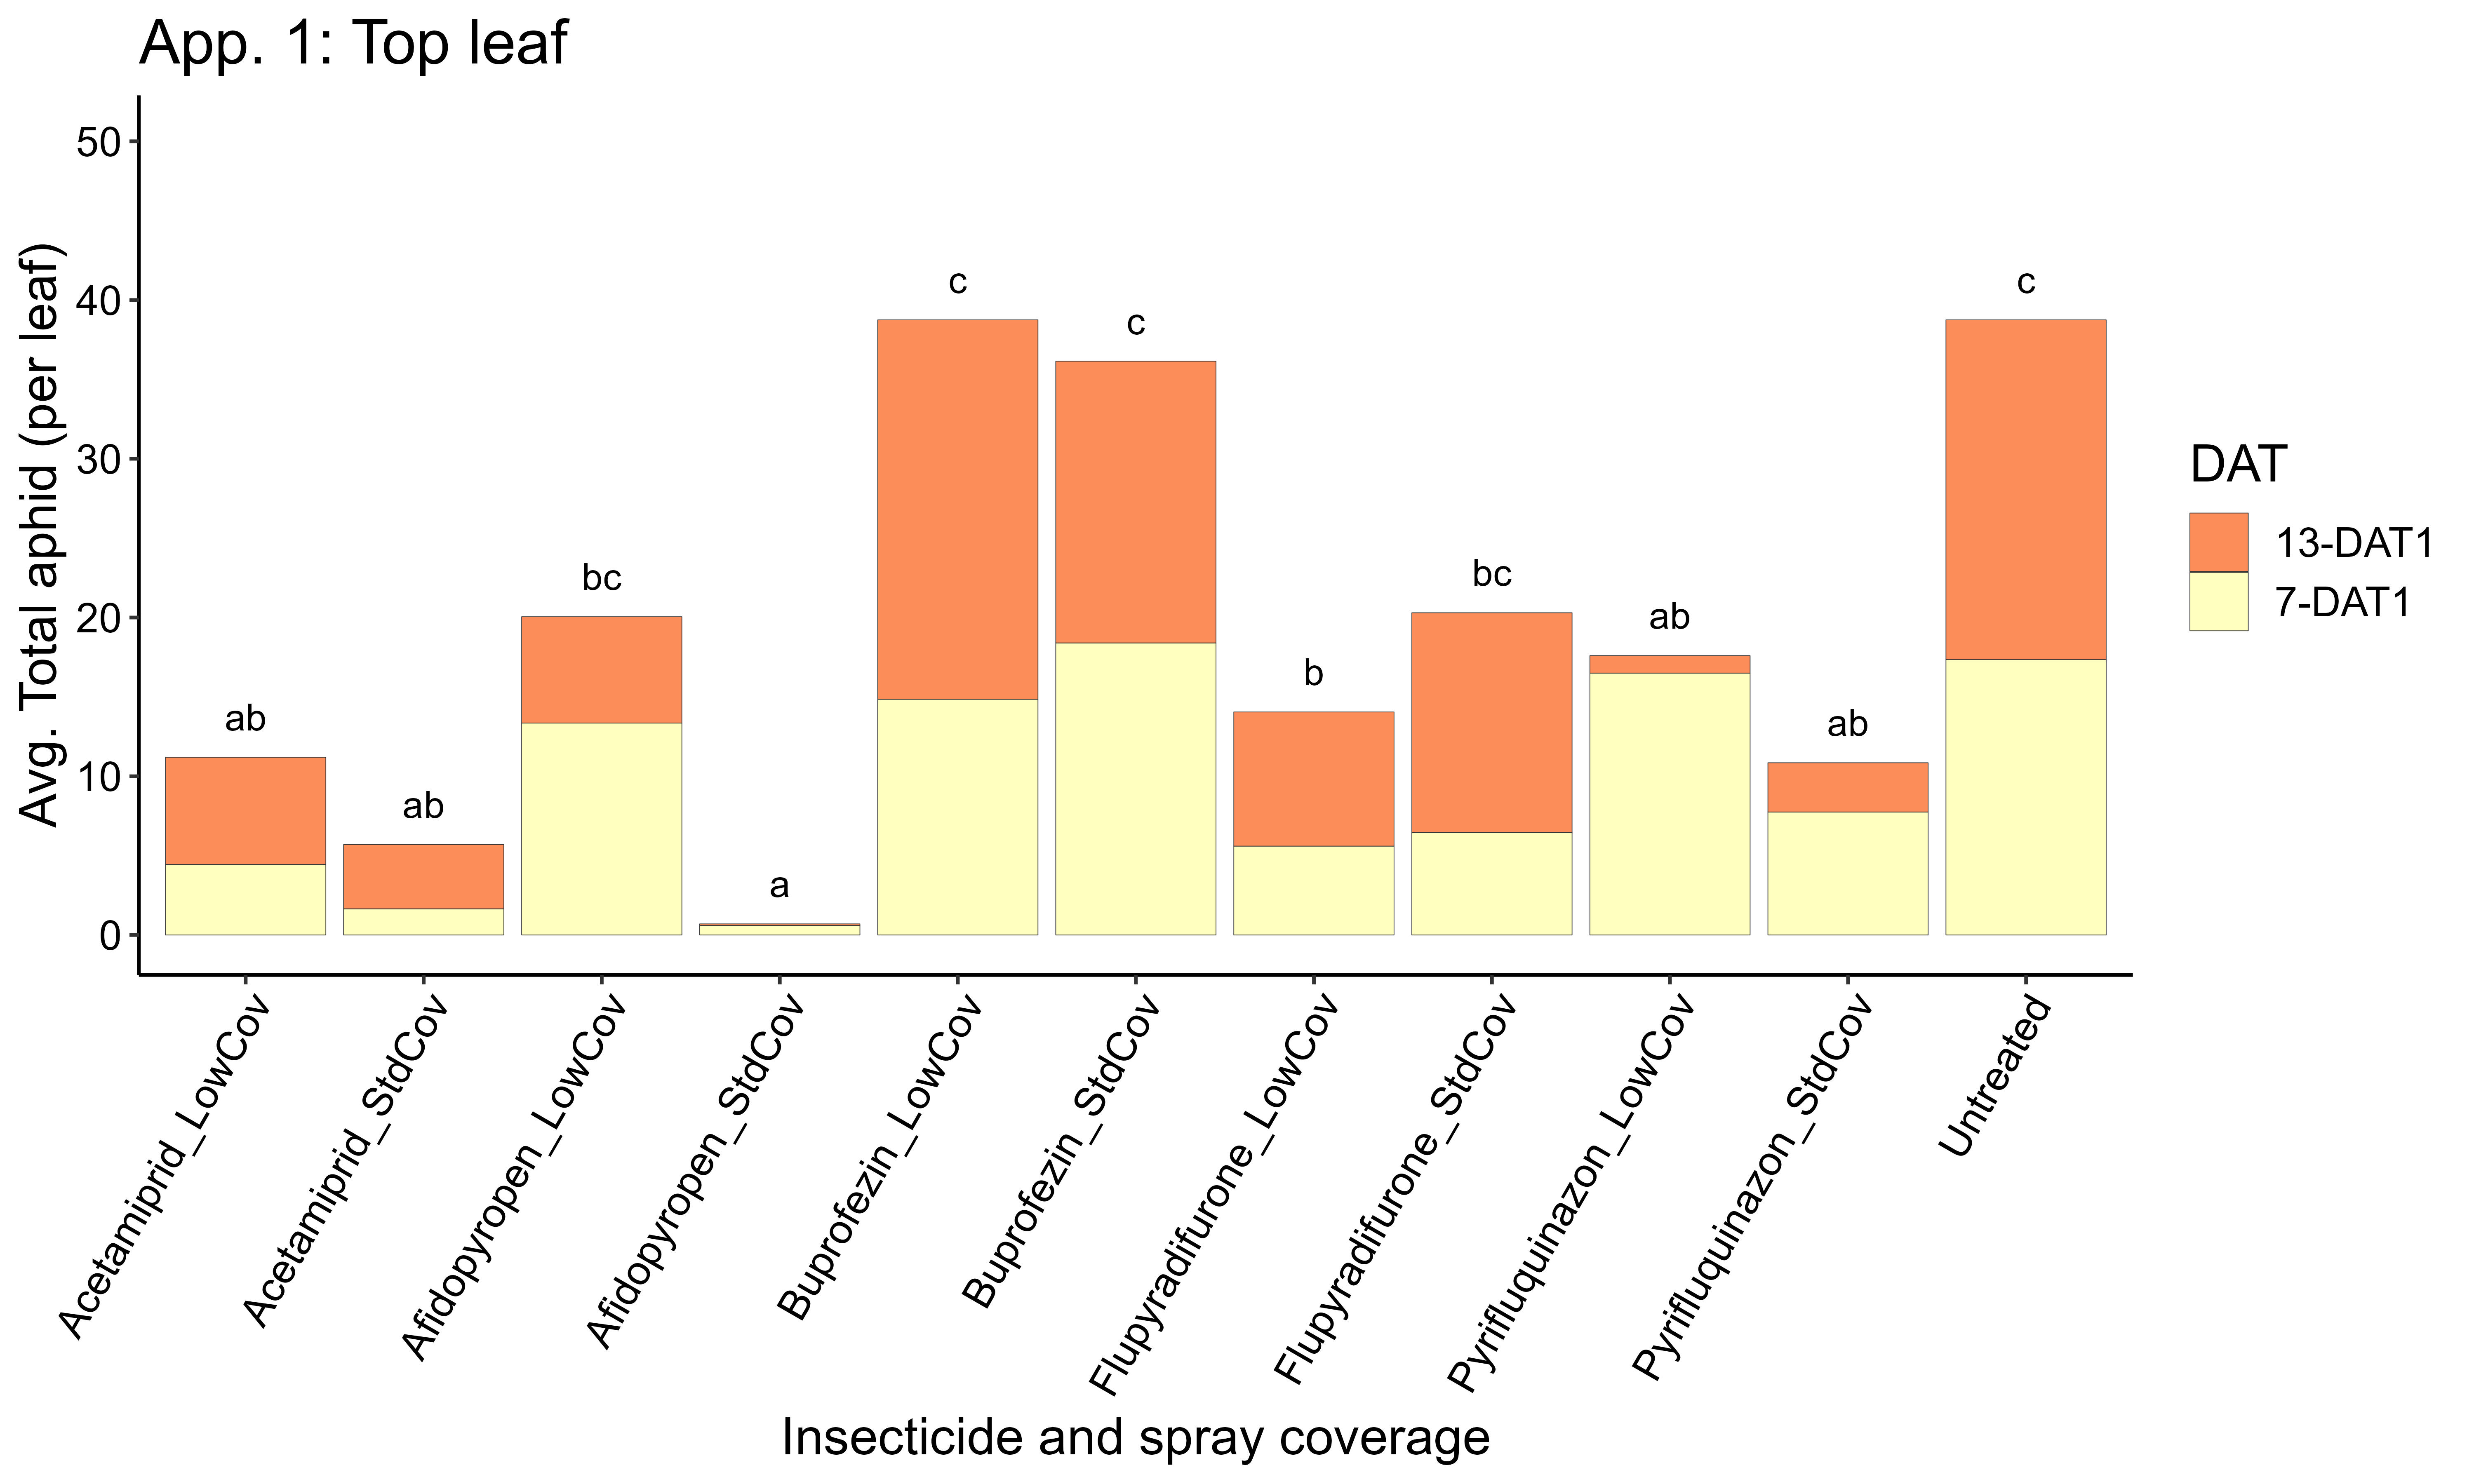 App. 1: Top leaf
Avg. Total aphid (per leaf)
50
40
30
20
10
0
ab
ab
bc
a
c
c
b
bc
ab
ab
c
Acetamiprid_LowCov
Acetamiprid_StdCov
Afidopyropen_LowCov
Afidopyropen_StdCov
Buprofezin_LowCov
Buprofezin_StdCov
Flupyradifurone_LowCov
Flupyradifurone_StdCov
Pyrifluquinazon_LowCov
Pyrifluquinazon_StdCov
Untreated
Insecticide and spray coverage
DAT
13-DAT1
7-DAT1